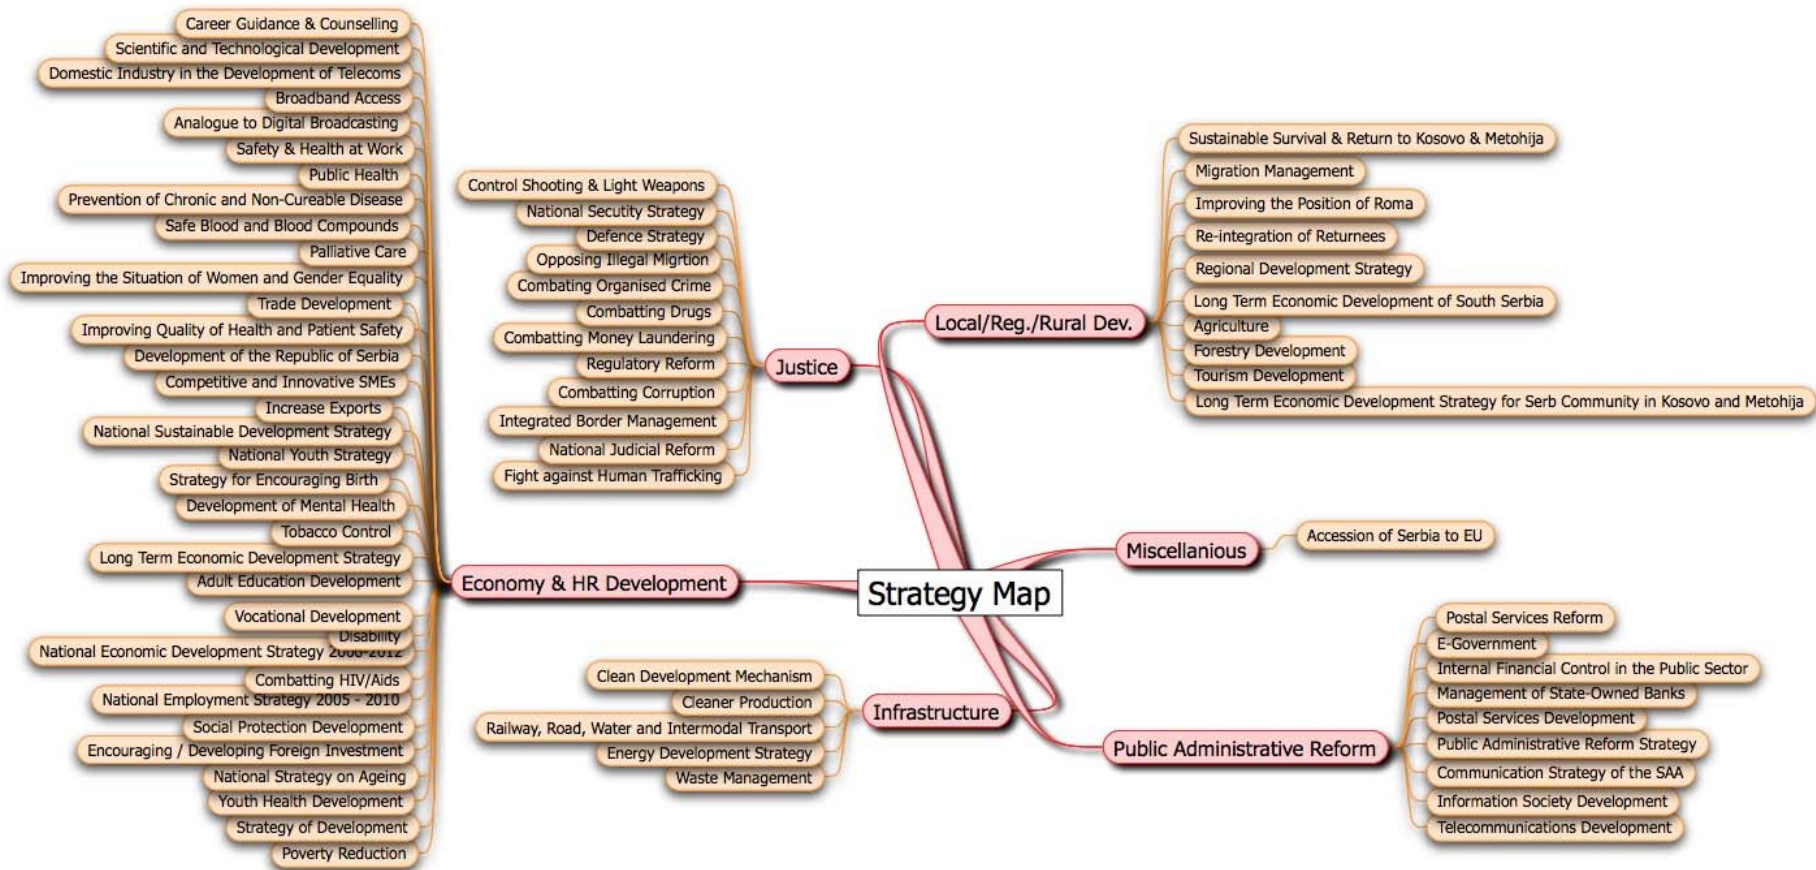 Career Guidance & Counselling
Scientific and Technological Development
Domestic Industry in the Development of Telecoms
Broadband Access
Analogue to Digital Broadcasting
Safety & Health at Work
Public Health
Prevention of Chronic and Non-Cureable Disease
Safe Blood and Blood Compounds
Palliative Care
Improving the Situation of Women and Gender Equality
Trade Development
Improving Quality of Health and Patient Safety
Development of the Republic of Serbia
Competitive and Innovative SMEs
Increase Exports
National Sustainable Development Strategy
National Youth Strategy
Strategy for Encouraging Birth
Development of Mental Health
Tobacco Control
Long Term Economic Development Strategy
Adult Education Development
Vocational Development
Disability
National Economic Development Strategy 2006-2012
Combatting HIV/Aids
National Employment Strategy 2005 - 2010
Social Protection Development
Encouraging / Developing Foreign Investment
National Strategy on Ageing
Youth Health Development
Strategy of Development
Poverty Reduction
Economy & HR Development
Control Shooting & Light Weapons
National Secutity Strategy
Defence Strategy
Opposing Illegal Migrtion
Combating Organised Crime
Combatting Drugs
Combatting Money Laundering
Regulatory Reform
Combatting Corruption
Integrated Border Management
National Judicial Reform
Fight against Human Trafficking
Justice
Clean Development Mechanism
Cleaner Production
Railway, Road, Water and Intermodal Transport
Energy Development Strategy
Waste Management
Infrastructure
Strategy Map
Local/Reg./Rural Dev.
Sustainable Survival & Return to Kosovo & Metohija
Migration Management
Improving the Position of Roma
Re-integration of Returnees
Regional Development Strategy
Long Term Economic Development of South Serbia
Agriculture
Forestry Development
Tourism Development
Long Term Economic Development Strategy for Serb Community in Kosovo and Metohija
Miscellanious
Accession of Serbia to EU
Public Administrative Reform
Postal Services Reform
E-Government
Internal Financial Control in the Public Sector
Management of State-Owned Banks
Postal Services Development
Public Administrative Reform Strategy
Communication Strategy of the SAA
Information Society Development
Telecommunications Development